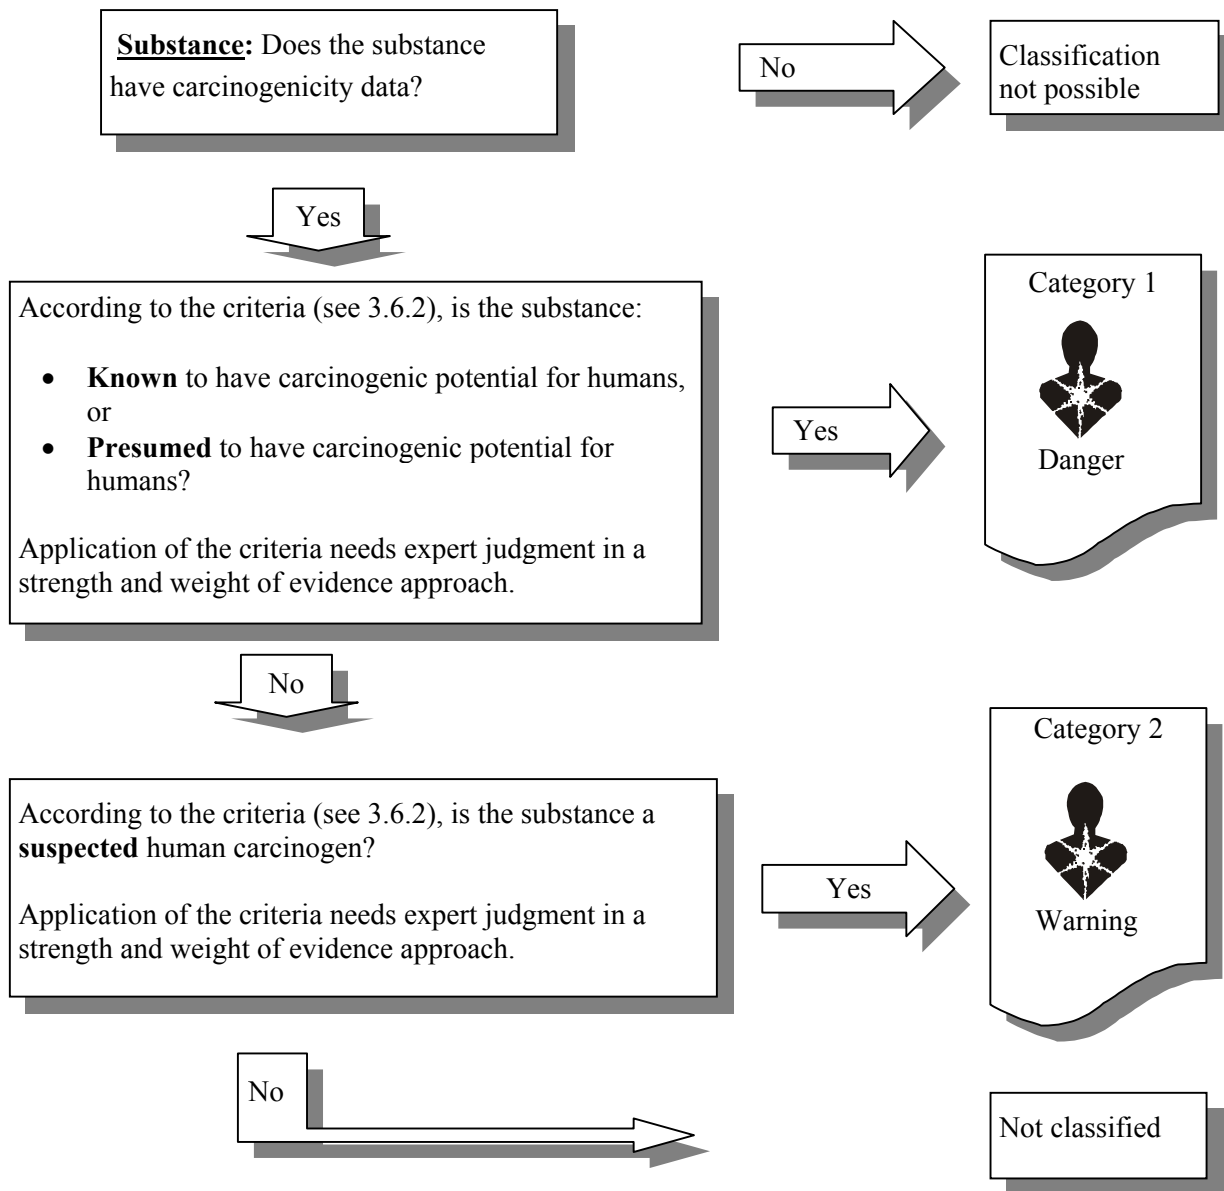 Substance: Does the substance
have carcinogenicity data?
No
Classification
not possible
Yes
According to the criteria (see 3.6.2), is the substance:
• Known to have carcinogenic potential for humans,
or
• Presumed to have carcinogenic potential for
humans?
Application of the criteria needs expert judgment in a
strength and weight of evidence approach.
Yes
Category 1
Danger
No
According to the criteria (see 3.6.2), is the substance a
suspected human carcinogen?
Application of the criteria needs expert judgment in a
strength and weight of evidence approach.
Yes
Category 2
Warning
No
Not classified